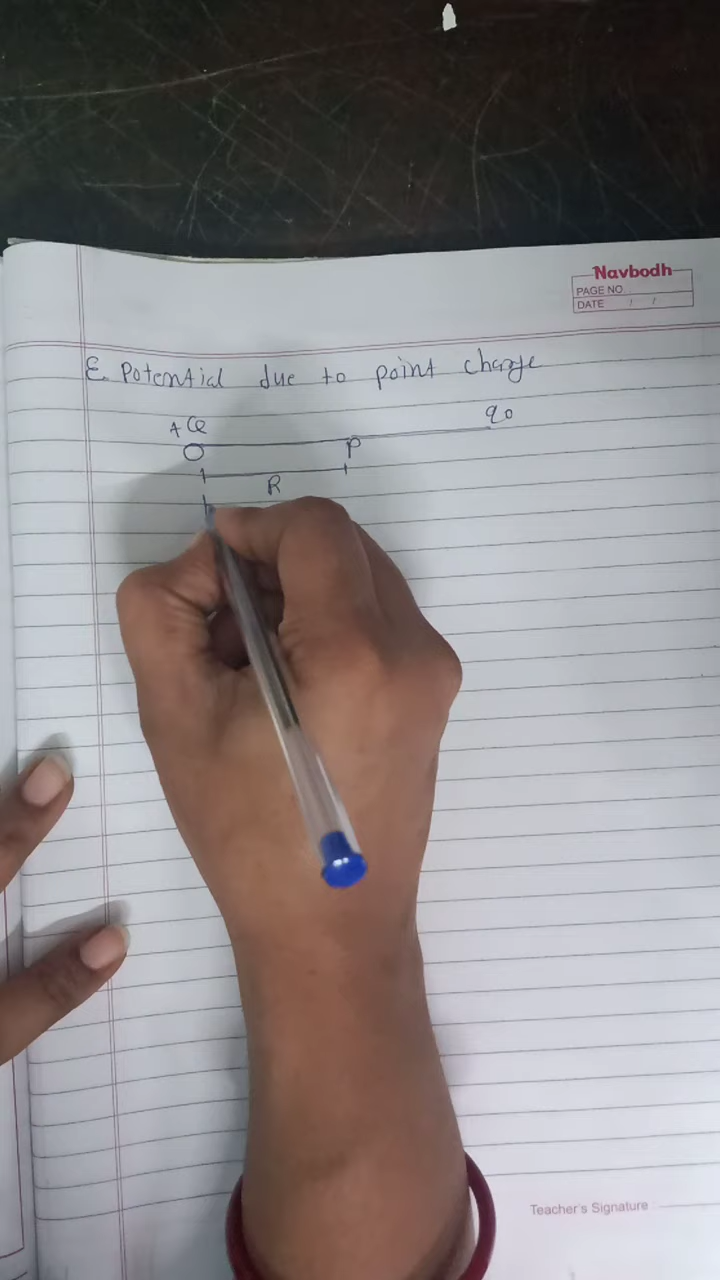 Navbodh
PAGE NO.
DATE / /
E. Potential due to point charge
+Q q0
P
R
Teacher's Signature